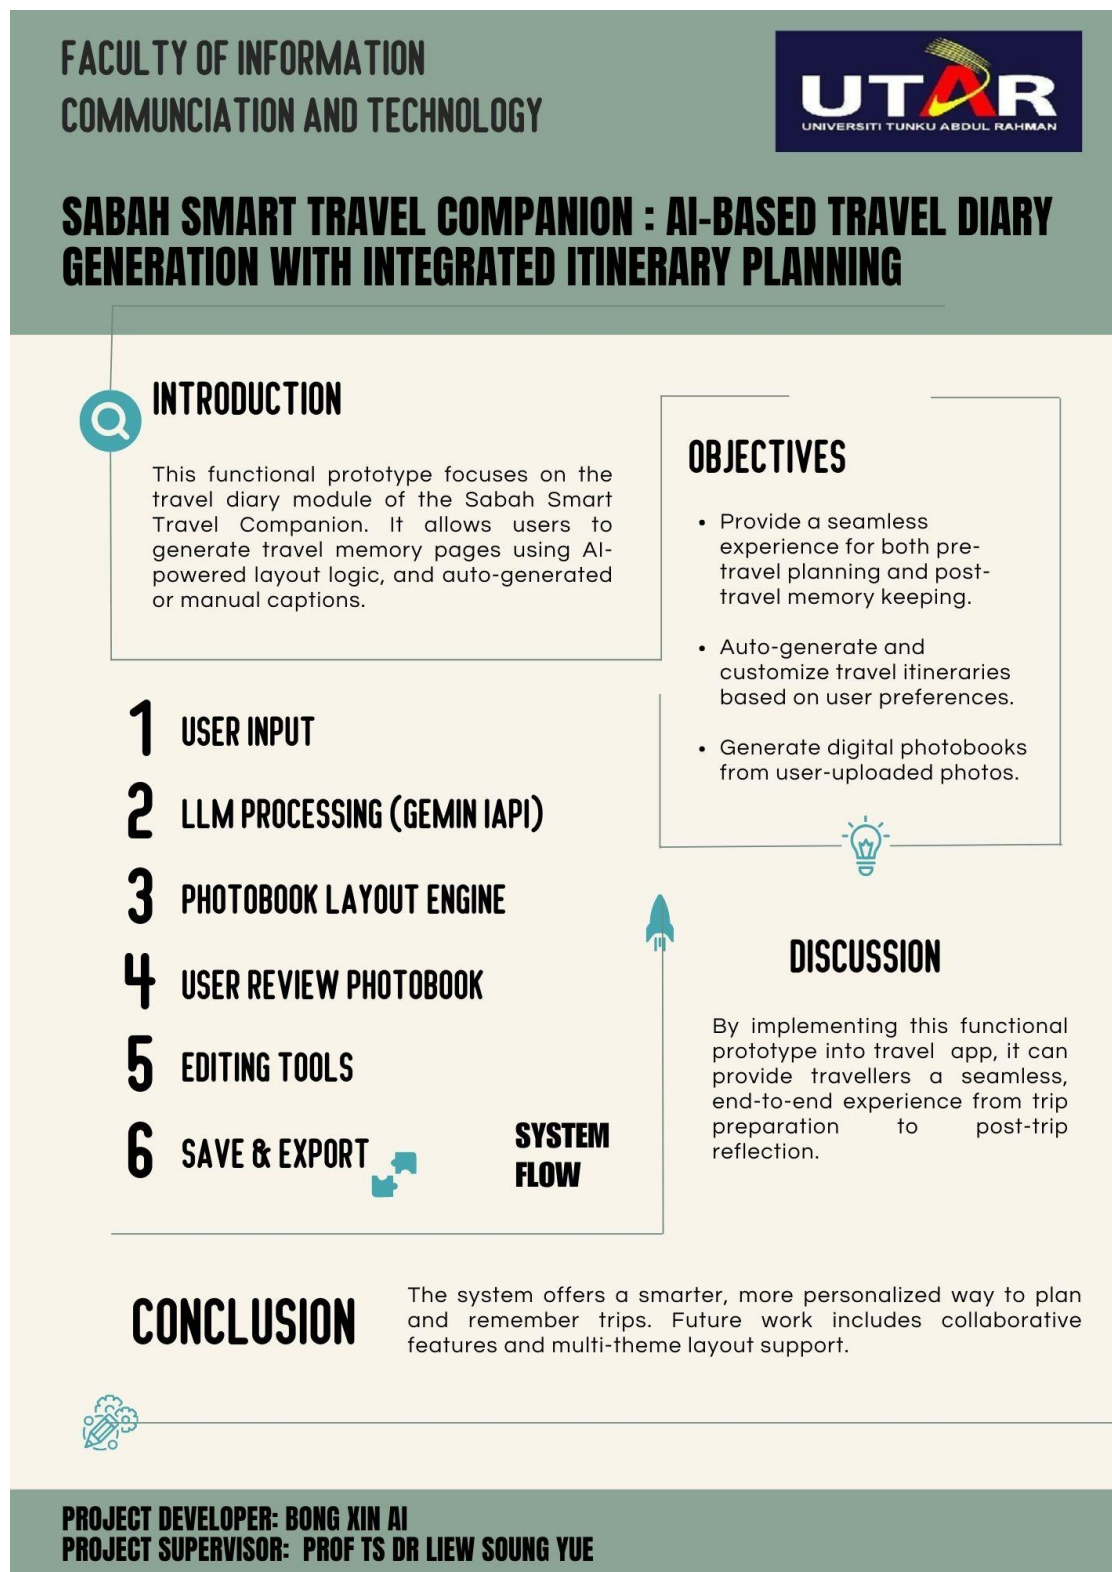 FACULTY OF INFORMATION
COMMUNCIATION AND TECHNOLOGY
UTAR
UNIVERSITI TUNKU ABDUL RAHMAN
SABAH SMART TRAVEL COMPANION : AI-BASED TRAVEL DIARY
GENERATION WITH INTEGRATED ITINERARY PLANNING
INTRODUCTION
This functional prototype focuses on the
travel diary module of the Sabah Smart
Travel Companion. It allows users to
generate travel memory pages using AI-
powered layout logic, and auto-generated
or manual captions.
OBJECTIVES
• Provide a seamless
experience for both pre-
travel planning and post-
travel memory keeping.
• Auto-generate and
customize travel itineraries
based on user preferences.
• Generate digital photobooks
from user-uploaded photos.
1 USER INPUT
2 LLM PROCESSING (GEMIN IAPI)
3 PHOTOBOOK LAYOUT ENGINE
4 USER REVIEW PHOTOBOOK
5 EDITING TOOLS
6 SAVE & EXPORT
SYSTEM
FLOW
DISCUSSION
By implementing this functional
prototype into travel app, it can
provide travellers a seamless,
end-to-end experience from trip
preparation to post-trip
reflection.
CONCLUSION
The system offers a smarter, more personalized way to plan
and remember trips. Future work includes collaborative
features and multi-theme layout support.
PROJECT DEVELOPER: BONG XIN AI
PROJECT SUPERVISOR: PROF TS DR LIEW SOUNG YUE